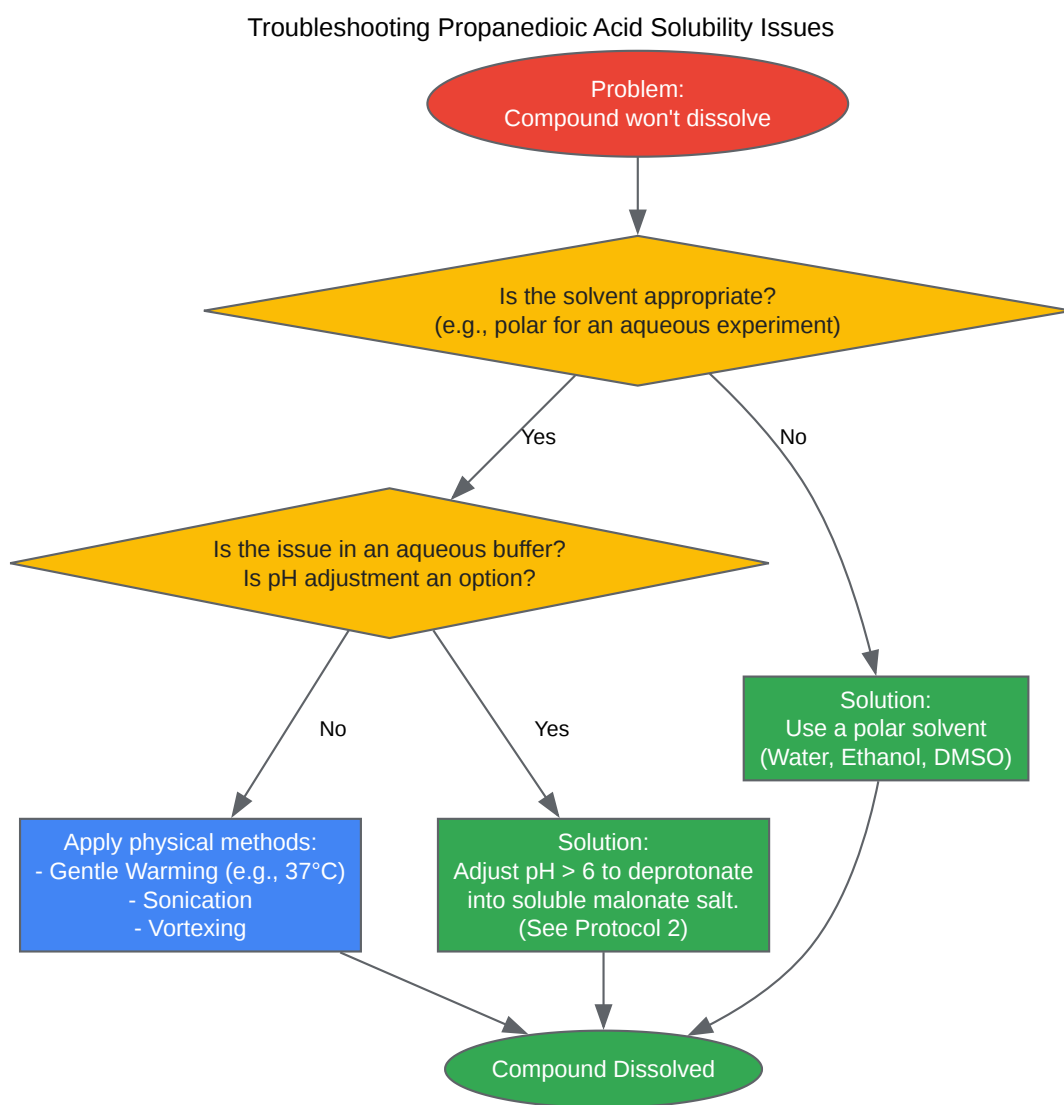 Troubleshooting Propanedioic Acid Solubility Issues
Problem:
Compound won't dissolve
Is the solvent appropriate?
(e.g., polar for an aqueous experiment)
Yes
No
Is the issue in an aqueous buffer?
Is pH adjustment an option?
No
Yes
Solution:
Use a polar solvent
(Water, Ethanol, DMSO)
Apply physical methods:
- Gentle Warming (e.g., 37°C)
- Sonication
- Vortexing
Solution:
Adjust pH > 6 to deprotonate
into soluble malonate salt.
(See Protocol 2)
Compound Dissolved